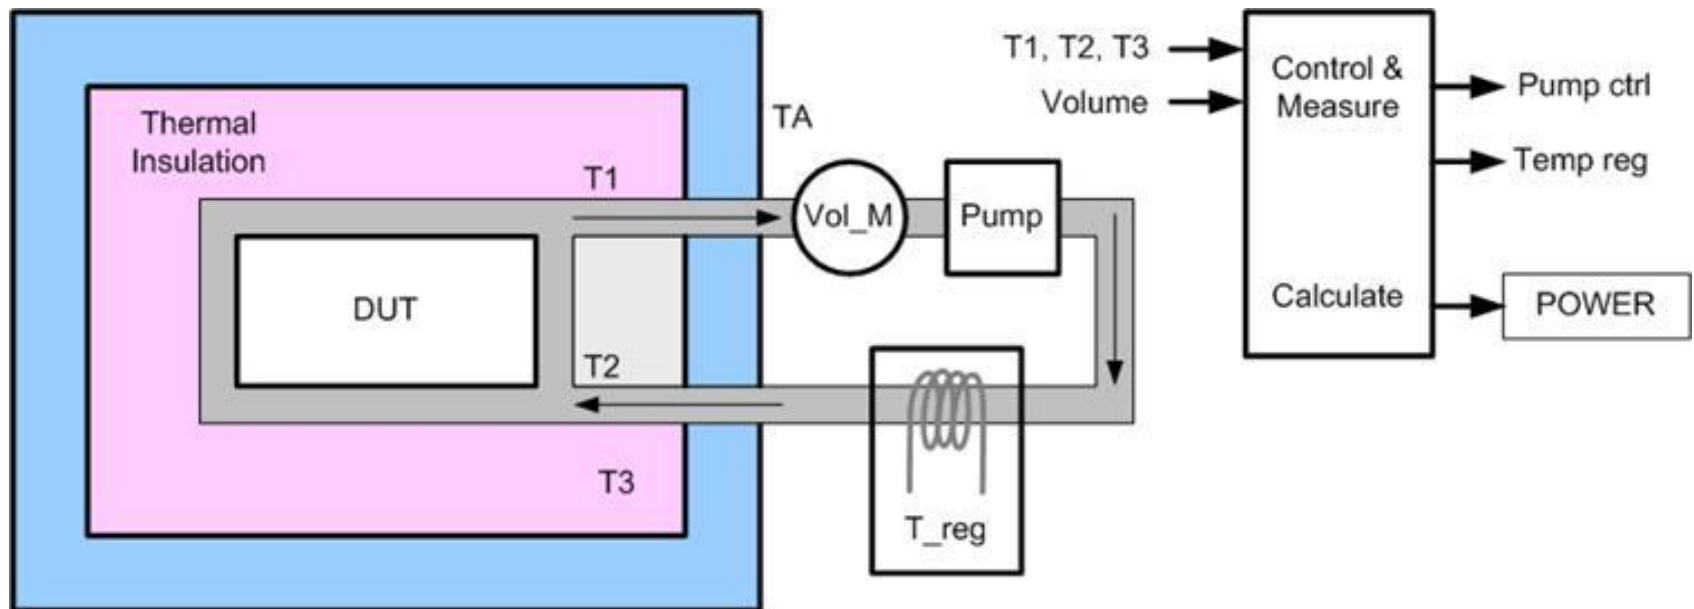 Thermal
Insulation
T1
TA
Vol_M
Pump
DUT
T2
T3
T_reg
T1, T2, T3
Volume
Control &
Measure
Calculate
Pump ctrl
Temp reg
POWER